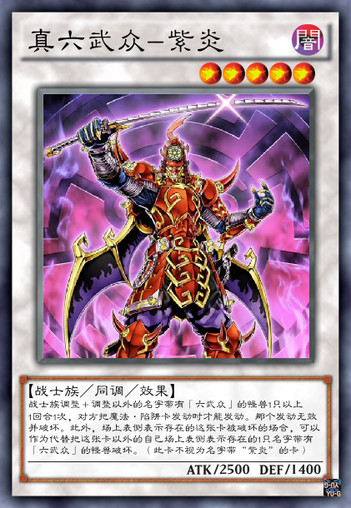 真六武众-紫炎
闇
【战士族／同调／效果】
战士族调整＋调整以外的名字带有「六武众」的怪兽1只以上
1回合1次，对方把魔法·陷阱卡发动时才能发动。那个发动无效
并破坏。此外，场上表侧表示存在的这张卡被破坏的场合，可以
作为代替把这张卡以外的自己场上表侧表示存在的1只名字带有
「六武众」的怪兽破坏。（此卡不视为名字带有“紫炎”的卡）
ATK/2500 DEF/1400